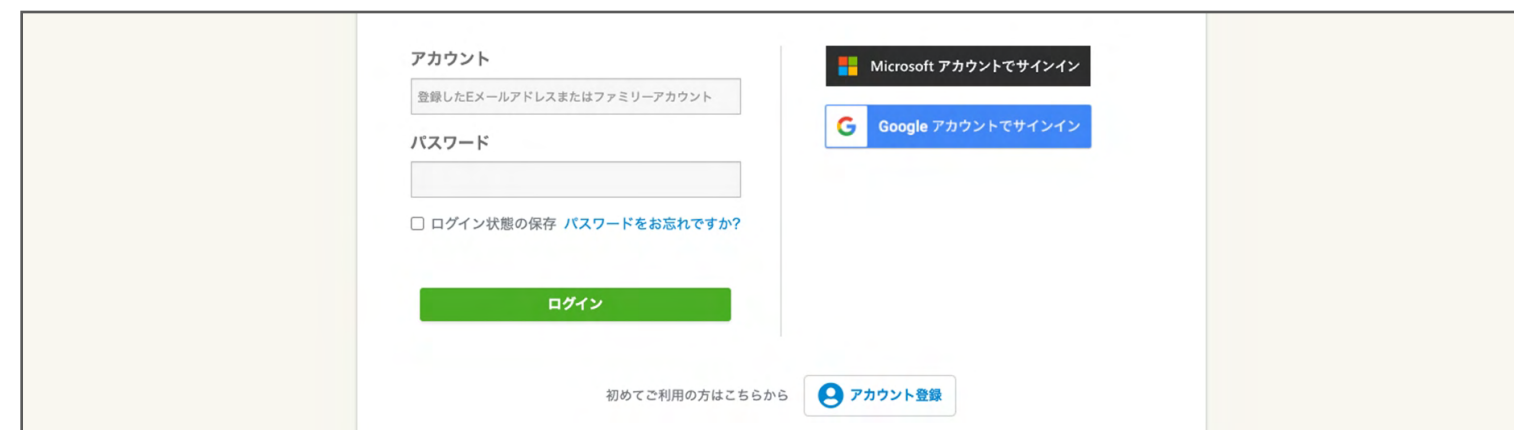 アカウント
登録したEメールアドレスまたはファミリーアカウント
パスワード
ログイン状態の保存 パスワードをお忘れですか?
ログイン
Microsoft アカウントでサインイン
Google アカウントでサインイン
初めてご利用の方はこちらから アカウント登録